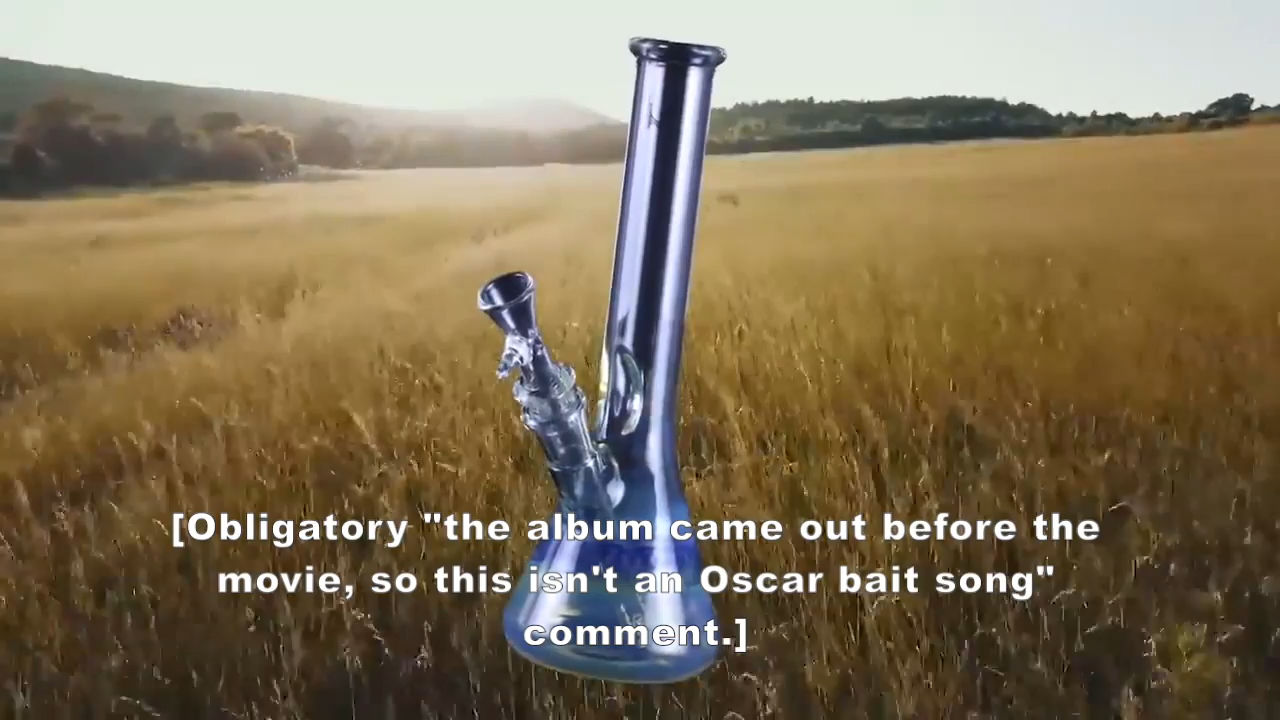 [Obligatory "the album came out before the
movie, so this isn't an Oscar bait song"
comment.]